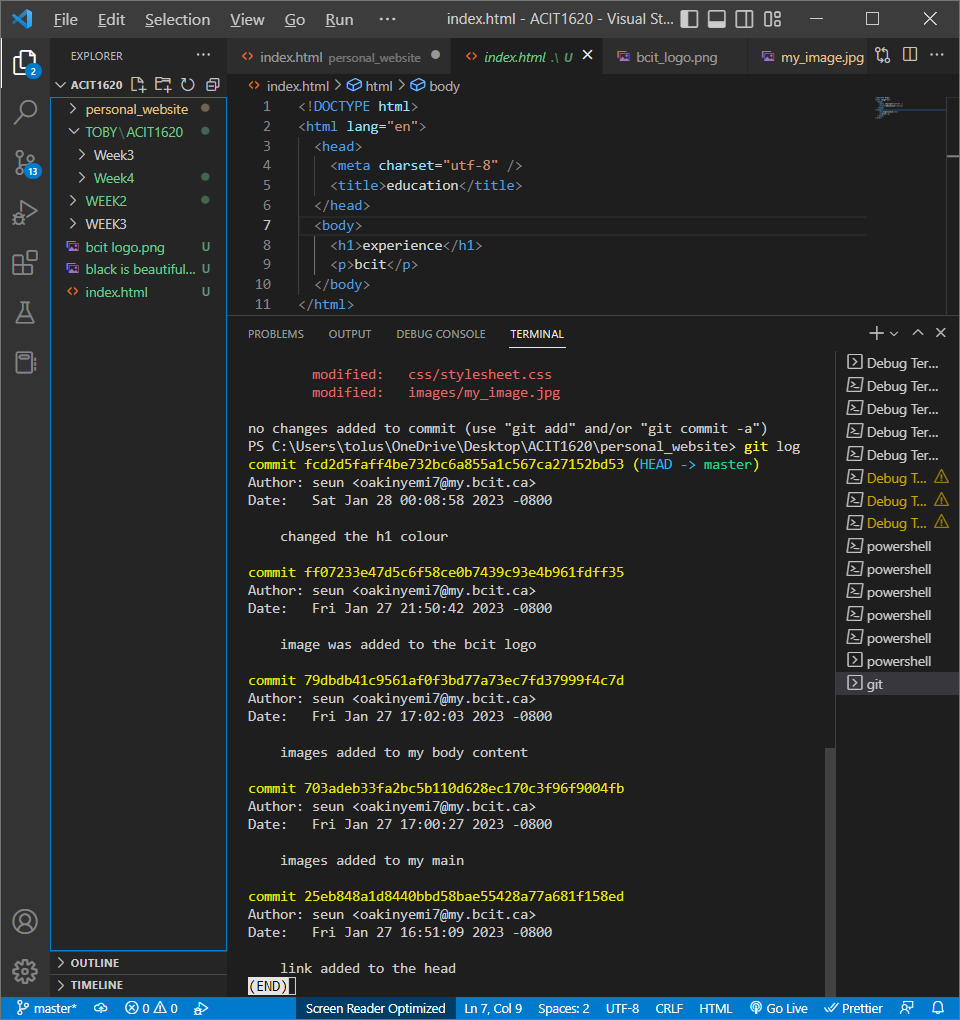 File Edit Selection View Go Run ··· index.html - ACIT1620 - Visual St...
EXPLORER ···
ACIT1620
personal_website
TOBY\ACIT1620
Week3
Week4
WEEK2
WEEK3
bcit logo.png U
black is beautiful... U
index.html U
OUTLINE
TIMELINE
2
13
index.html personal_website
index.html .\ U
bcit_logo.png
my_image.jpg
index.html > html > body
1 <!DOCTYPE html>
2 <html lang="en">
3 <head>
4 <meta charset="utf-8" />
5 <title>education</title>
6 </head>
7 <body>
8 <h1>experience</h1>
9 <p>bcit</p>
10 </body>
11 </html>
PROBLEMS OUTPUT DEBUG CONSOLE TERMINAL
modified: css/stylesheet.css
modified: images/my_image.jpg
no changes added to commit (use "git add" and/or "git commit -a")
PS C:\Users\tolus\OneDrive\Desktop\ACIT1620\personal_website> git log
commit fcd2d5faff4be732bc6a855a1c567ca27152bd53 (HEAD -> master)
Author: seun <oakinyemi7@my.bcit.ca>
Date: Sat Jan 28 00:08:58 2023 -0800
changed the h1 colour
commit ff07233e47d5c6f58ce0b7439c93e4b961fdff35
Author: seun <oakinyemi7@my.bcit.ca>
Date: Fri Jan 27 21:50:42 2023 -0800
image was added to the bcit logo
commit 79dbdb41c9561af0f3bd77a73ec7fd37999f4c7d
Author: seun <oakinyemi7@my.bcit.ca>
Date: Fri Jan 27 17:02:03 2023 -0800
images added to my body content
commit 703adeb33fa2bc5b110d628ec170c3f96f9004fb
Author: seun <oakinyemi7@my.bcit.ca>
Date: Fri Jan 27 17:00:27 2023 -0800
images added to my main
commit 25eb848a1d8440bbd58bae55428a77a681f158ed
Author: seun <oakinyemi7@my.bcit.ca>
Date: Fri Jan 27 16:51:09 2023 -0800
link added to the head
(END)
Debug Ter...
Debug Ter...
Debug Ter...
Debug Ter...
Debug Ter...
Debug T...
Debug T...
Debug T...
powershell
powershell
powershell
powershell
powershell
powershell
git
master* 0 0 Screen Reader Optimized Ln 7, Col 9 Spaces: 2 UTF-8 CRLF HTML Go Live Prettier